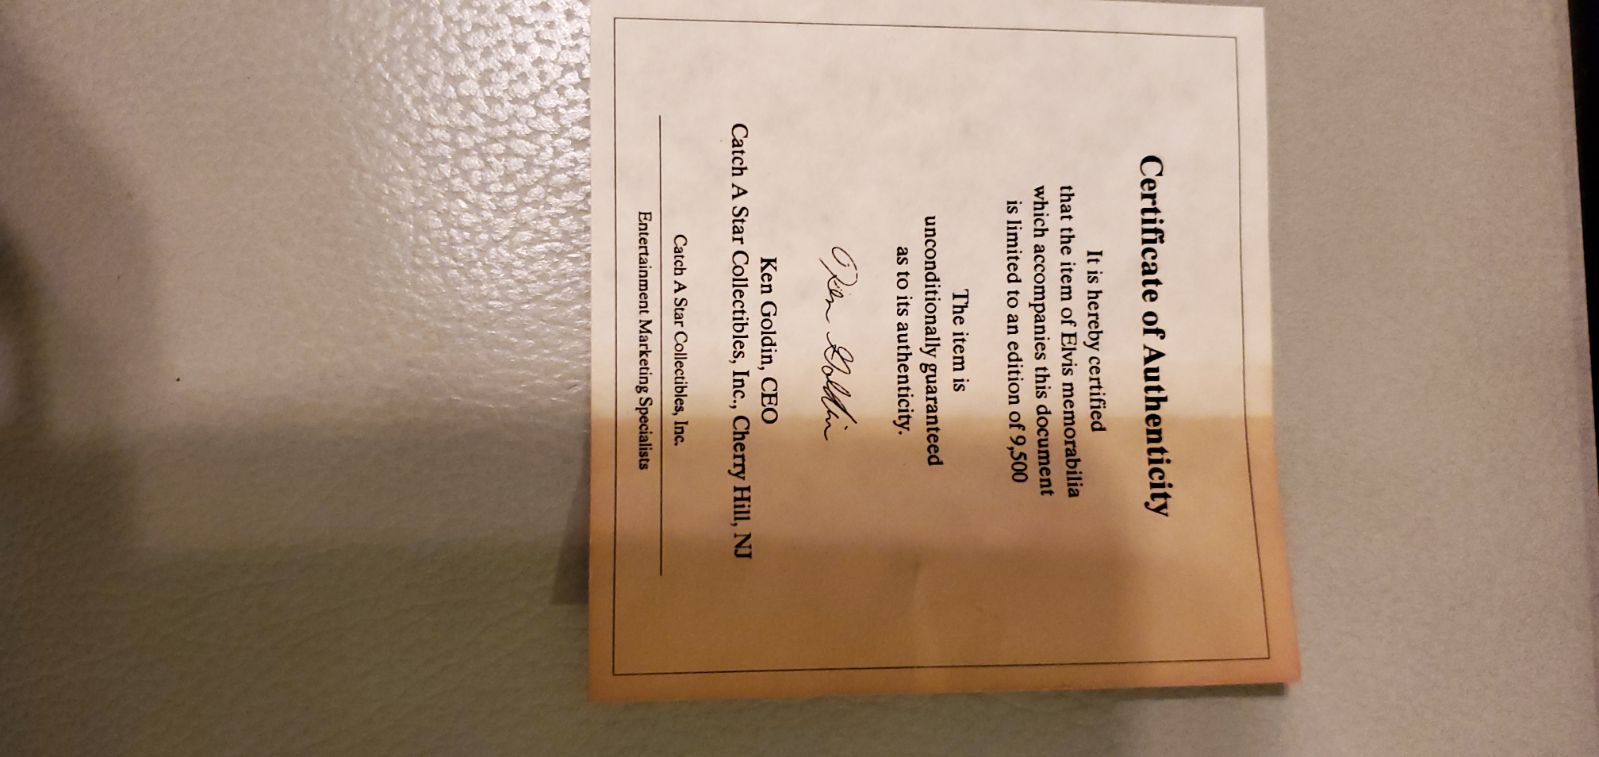 Certificate of Authenticity
It is hereby certified
that the item of Elvis memorabilia
which accompanies this document
is limited to an edition of 9,500
The item is
unconditionally guaranteed
as to its authenticity.
Ken Goldin
Ken Goldin, CEO
Catch A Star Collectibles, Inc., Cherry Hill, NJ
Catch A Star Collectibles, Inc.
Entertainment Marketing Specialists